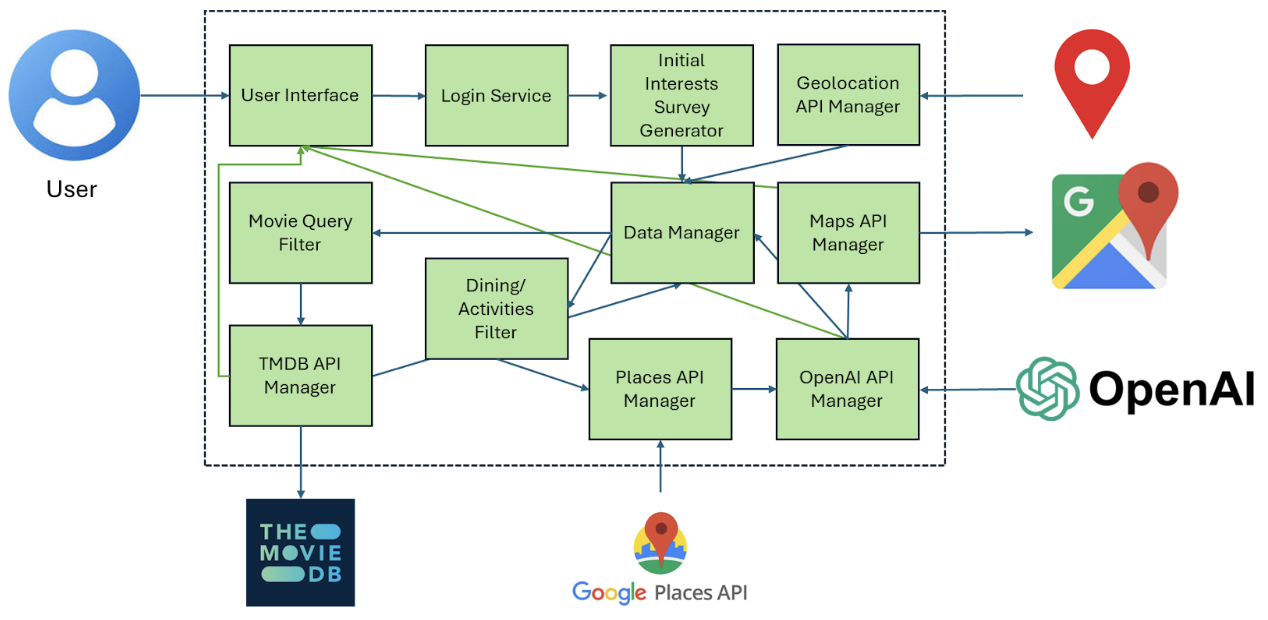 User Interface
Login Service
Initial
Interests
Survey
Generator
Geolocation
API Manager
User
Movie Query
Filter
Data Manager
Maps API
Manager
G
Dining/
Activities
Filter
TMDB API
Manager
Places API
Manager
OpenAI API
Manager
OpenAI
THE
MOVIE
DB
Google Places API